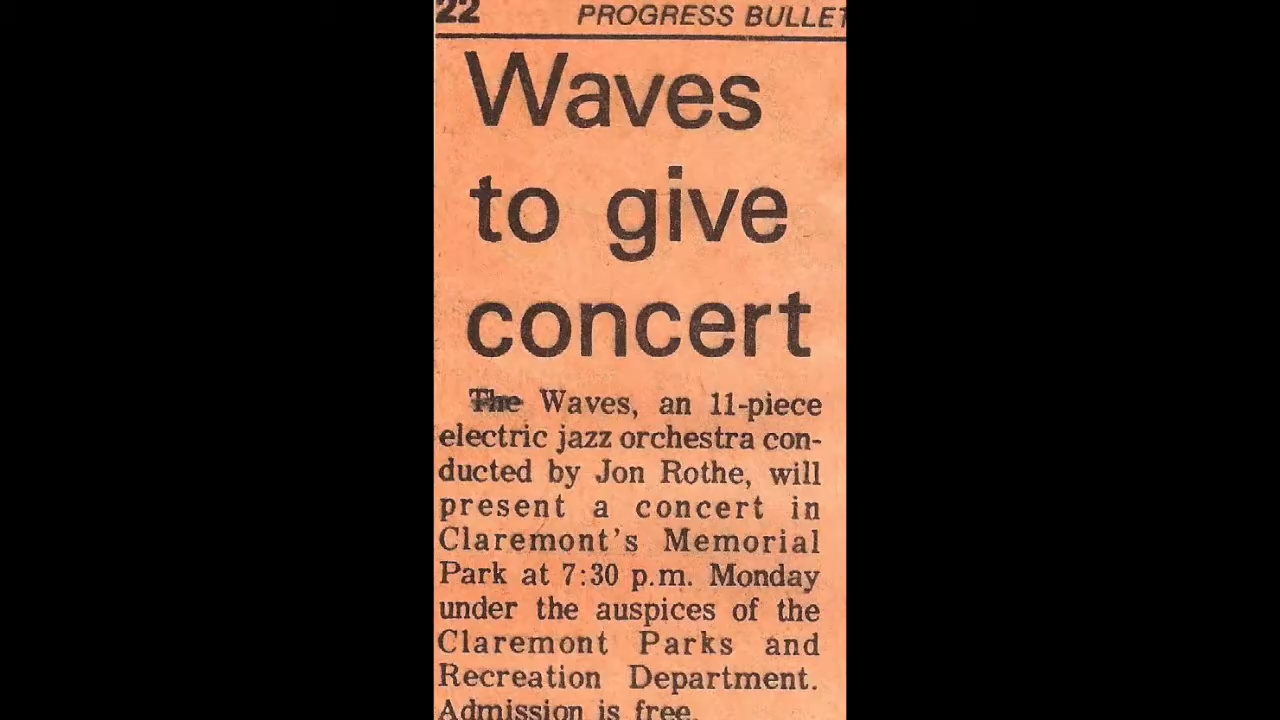 22 PROGRESS BULLET
Waves
to give
concert
The Waves, an 11-piece
electric jazz orchestra con-
ducted by Jon Rothe, will
present a concert in
Claremont's Memorial
Park at 7:30 p.m. Monday
under the auspices of the
Claremont Parks and
Recreation Department.
Admission is free.